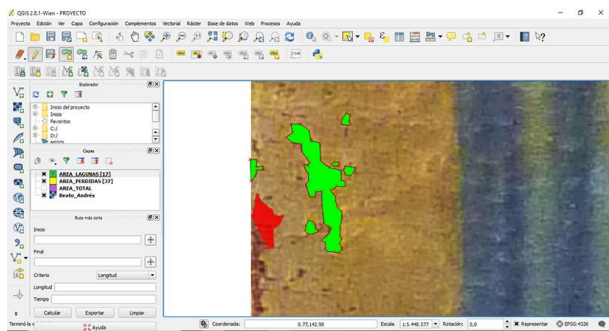 QGIS 2.8.1-Wien - PROYECTO
Proyecto Edición Ver Capa Configuración Complementos Vectorial Ráster Base de datos Web Procesos Ayuda
Explorador
Inicio del proyecto
Inicio
Favoritos
C:/
D:/
Capas
AREA_LAGUNAS [17]
AREA_PERDIDAS [37]
AREA_TOTAL
Beato_Andrés
Ruta más corta
Inicio
Final
Criterio Longitud
Longitud
Tiempo
Calcular Exportar Limpiar
Ayuda
Coordenada: 0.77,142.98 Escala 1:5.448.577 Rotación: 0,0 Representar EPSG:4326